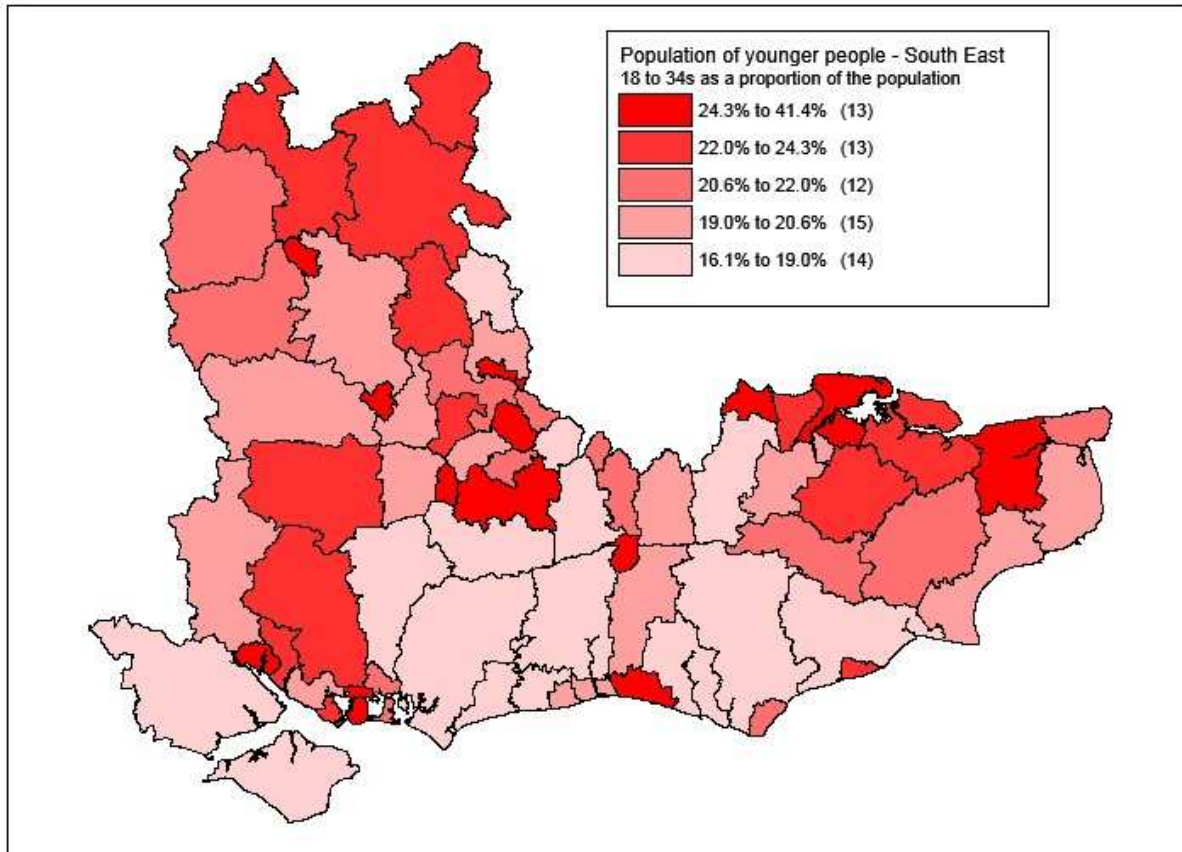 Population of younger people - South East
18 to 34s as a proportion of the population
24.3% to 41.4% (13)
22.0% to 24.3% (13)
20.6% to 22.0% (12)
19.0% to 20.6% (15)
16.1% to 19.0% (14)